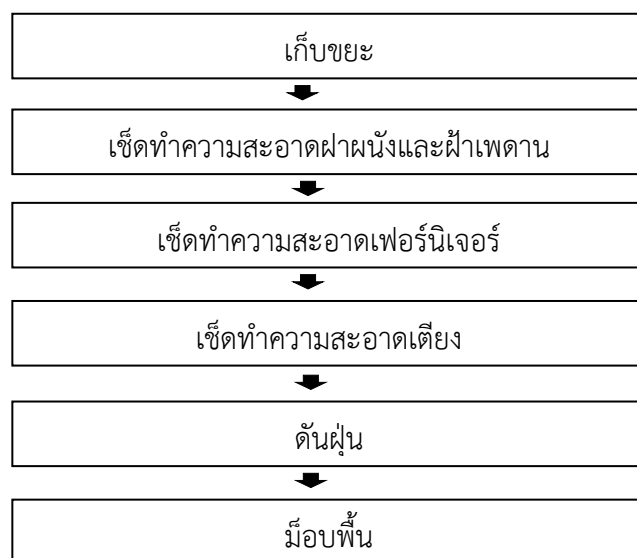 เก็บขยะ
เช็ดทำความสะอาดฝาผนังและฝ้าเพดาน
เช็ดทำความสะอาดเฟอร์นิเจอร์
เช็ดทำความสะอาดเตียง
ดันฝุ่น
ม็อบพื้น